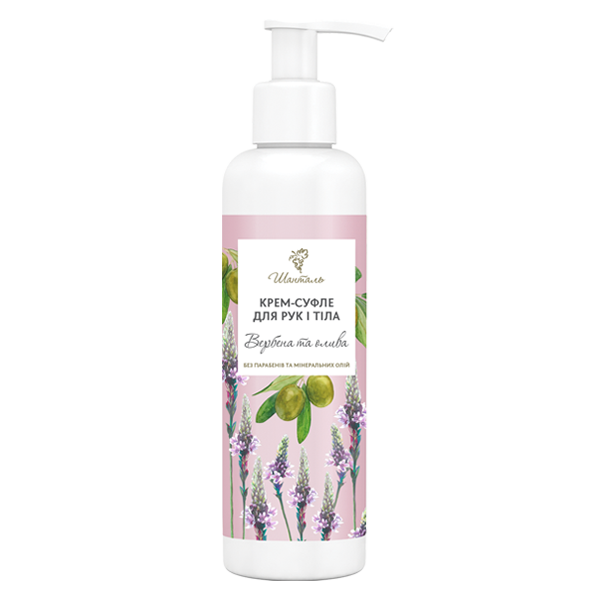 Шанталь
КРЕМ-СУФЛЕ
ДЛЯ РУК І ТІЛА
Вербена та олива
БЕЗ ПАРАБЕНІВ ТА МІНЕРАЛЬНИХ ОЛІЙ